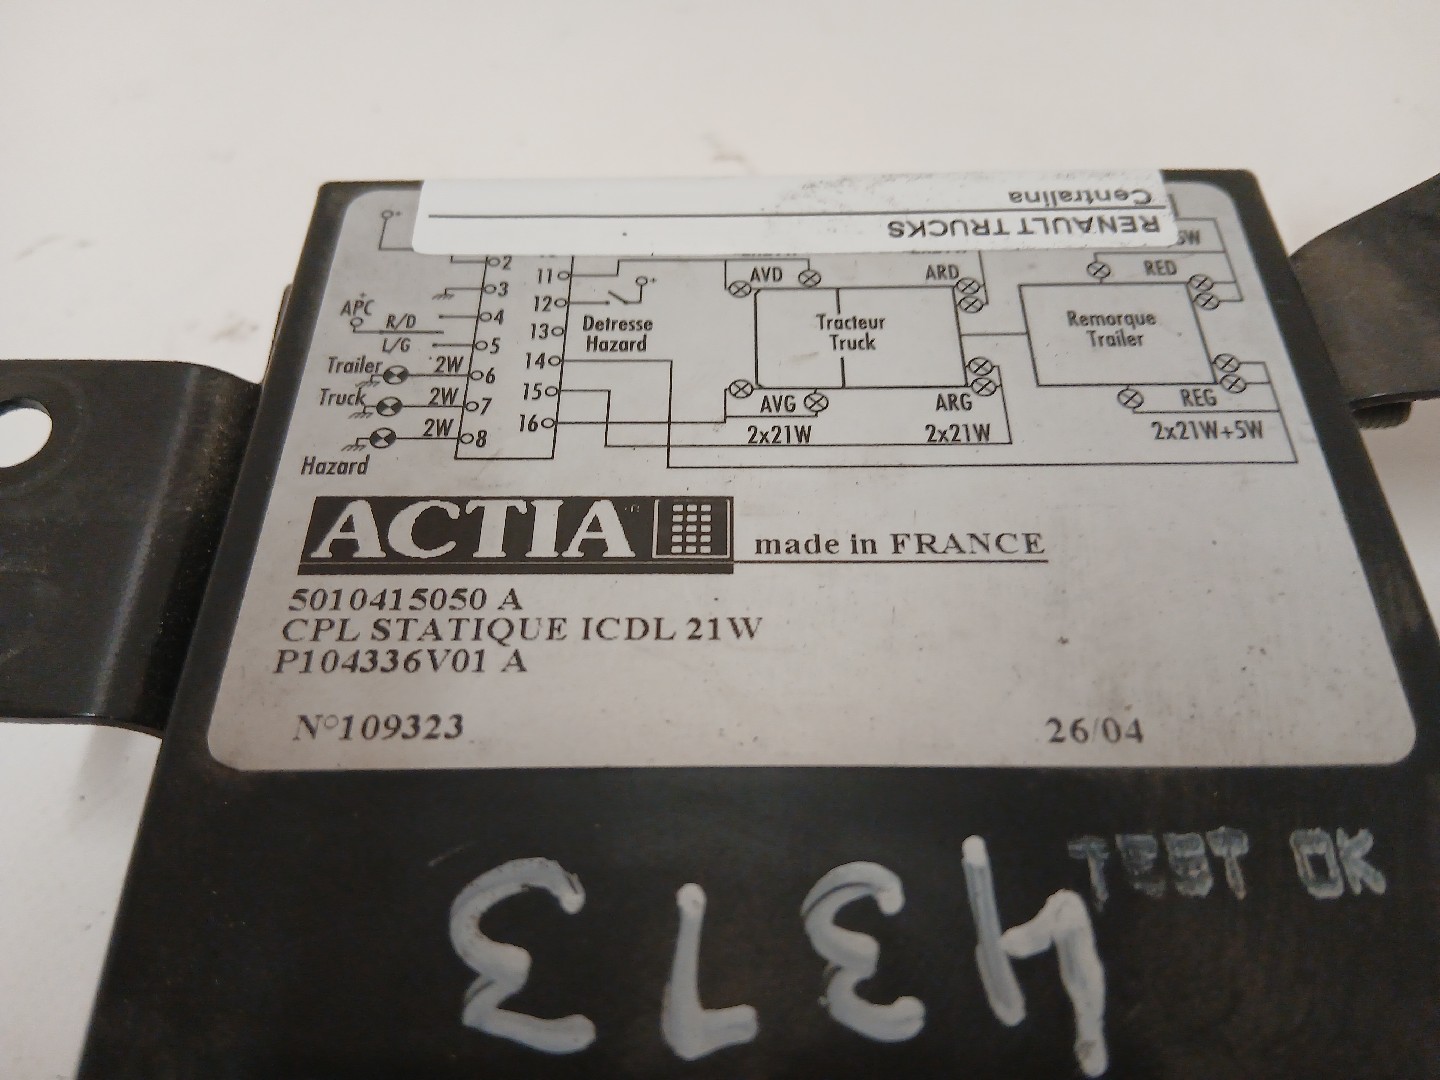 Centralina
RENAULT TRUCKS
5W
2
3
4
5
6
7
8
11
12
13
14
15
16
APC
R/D
L/G
Trailer 2W
Truck 2W
2W
Hazard
Detresse
Hazard
AVD
ARD
RED
Tracteur
Truck
Remorque
Trailer
AVG
ARG
REG
2x21W
2x21W
2x21W+5W
ACTIA
made in FRANCE
5010415050 A
CPL STATIQUE ICDL 21W
P104336V01 A
N°109323
26/04
TEST OK